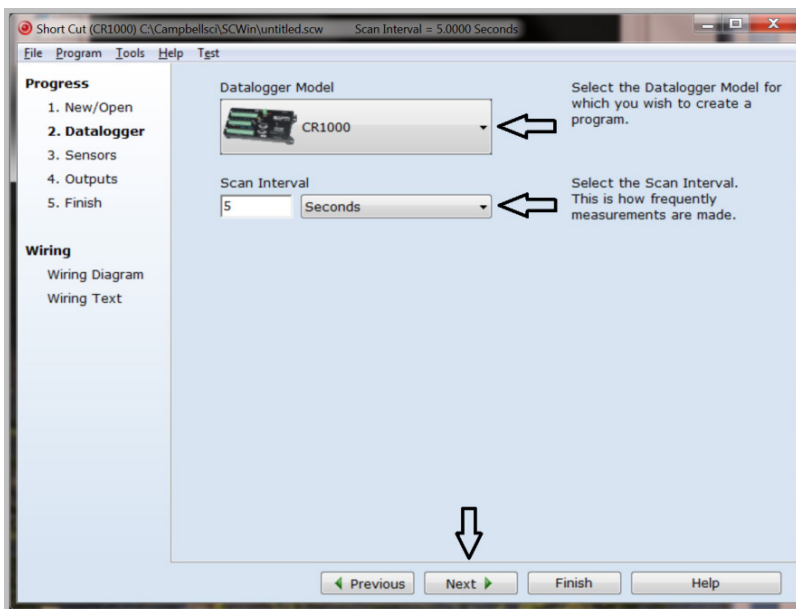 Short Cut (CR1000) C:\Campbellsci\SCWin\untitled.scw Scan Interval = 5.0000 Seconds
File Program Tools Help Test
Progress
1. New/Open
2. Datalogger
3. Sensors
4. Outputs
5. Finish
Wiring
Wiring Diagram
Wiring Text
Datalogger Model
CR1000
Select the Datalogger Model for
which you wish to create a
program.
Scan Interval
5 Seconds
Select the Scan Interval.
This is how frequently
measurements are made.
Previous Next Finish Help